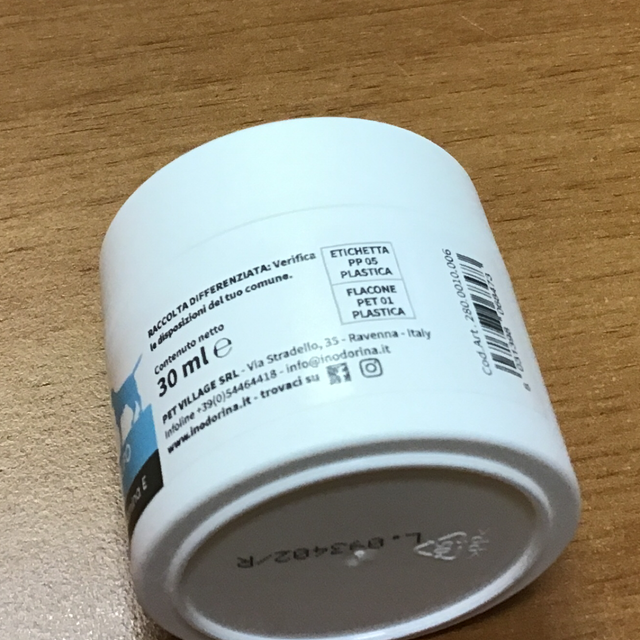 RACCOLTA DIFFERENZIATA: Verifica
le disposizioni del tuo comune.
ETICHETTA
PP 05
PLASTICA
FLACONE
PET 01
PLASTICA
Contenuto netto
30 ml e
PET VILLAGE SRL - Via Stradello, 35 - Ravenna - Italy
Infoline +39(0)54464418 - info@inodorina.it
www.inodorina.it - trovaci su
Cod.Art. 280.0010.006
L.093402/R